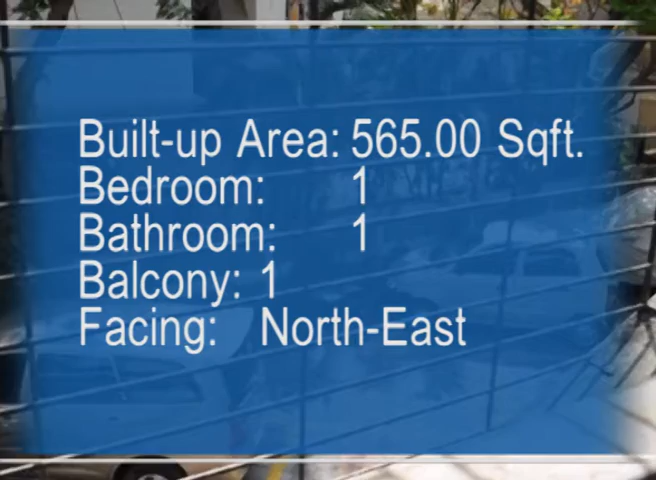 Built-up Area: 565.00 Sqft.
Bedroom: 1
Bathroom: 1
Balcony: 1
Facing: North-East